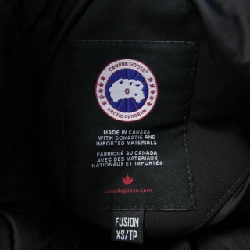 CANADA GOOSE
ARCTIC PROGRAM
MADE IN CANADA
WITH DOMESTIC AND
IMPORTED MATERIALS
FABRIQUÉ AU CANADA
AVEC DES MATÉRIAUX
NATIONAUX ET IMPORTÉS
canadagoose.com
FUSION
XS/TP